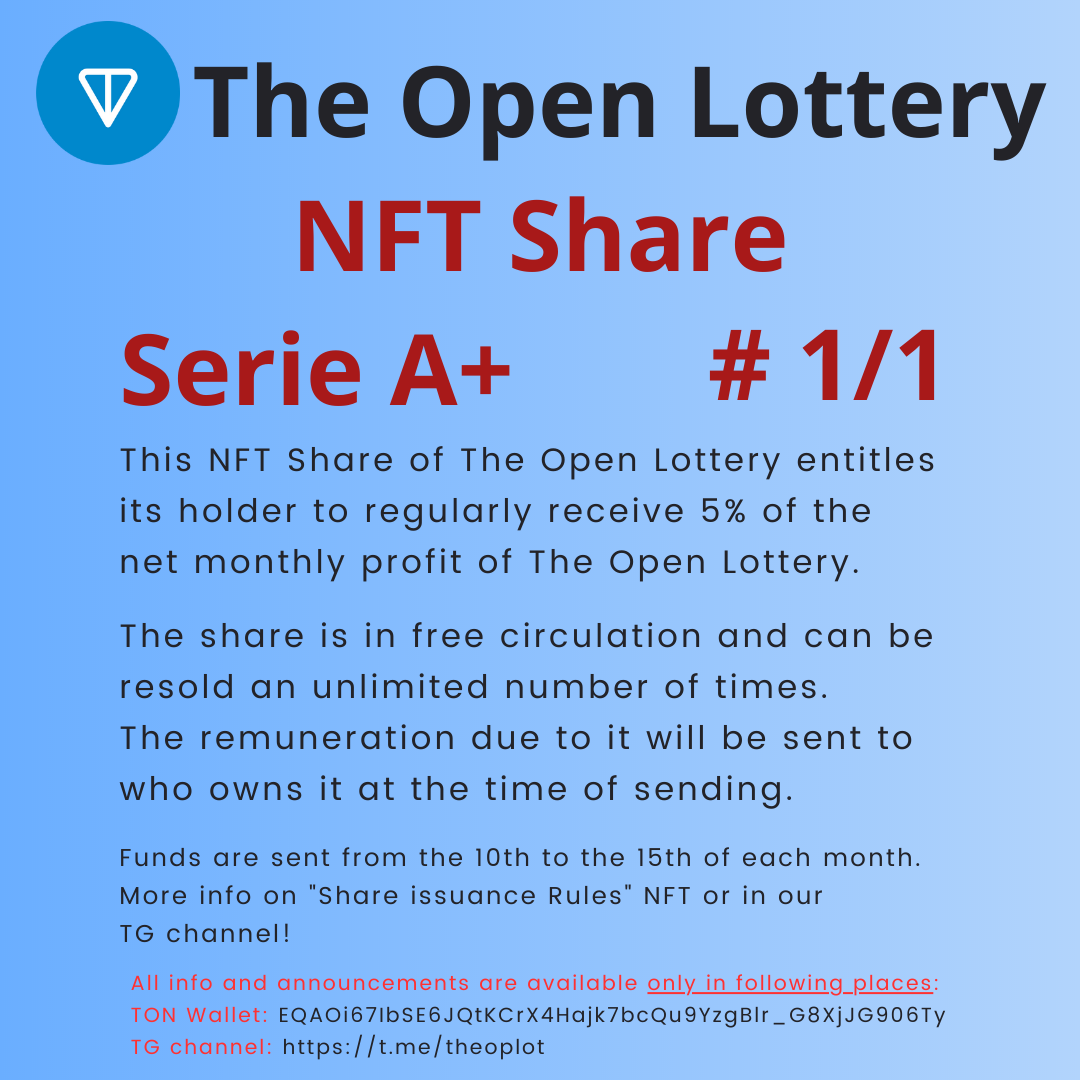 The Open Lottery
NFT Share
Serie A+ # 1/1
This NFT Share of The Open Lottery entitles
its holder to regularly receive 5% of the
net monthly profit of The Open Lottery.
The share is in free circulation and can be
resold an unlimited number of times.
The remuneration due to it will be sent to
who owns it at the time of sending.
Funds are sent from the 10th to the 15th of each month.
More info on "Share issuance Rules" NFT or in our
TG channel!
All info and announcements are available only in following places:
TON Wallet: EQAOi67IbSE6JQtKCrX4Hajk7bcQu9YzgBlr_G8XjJG906Ty
TG channel: https://t.me/theoplot